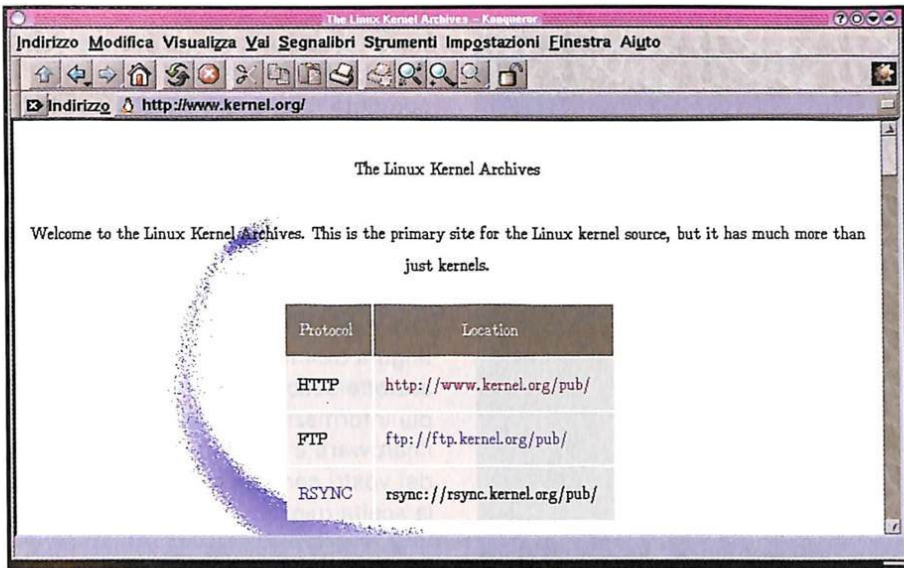 The Linux Kernel Archives – Konqueror
Indirizzo Modifica Visualizza Vai Segnalibri Strumenti Impostazioni Finestra Aiuto
Indirizzo http://www.kernel.org/
The Linux Kernel Archives
Welcome to the Linux Kernel Archives. This is the primary site for the Linux kernel source, but it has much more than
just kernels.
Protocol Location
HTTP http://www.kernel.org/pub/
FTP ftp://ftp.kernel.org/pub/
RSYNC rsync://rsync.kernel.org/pub/